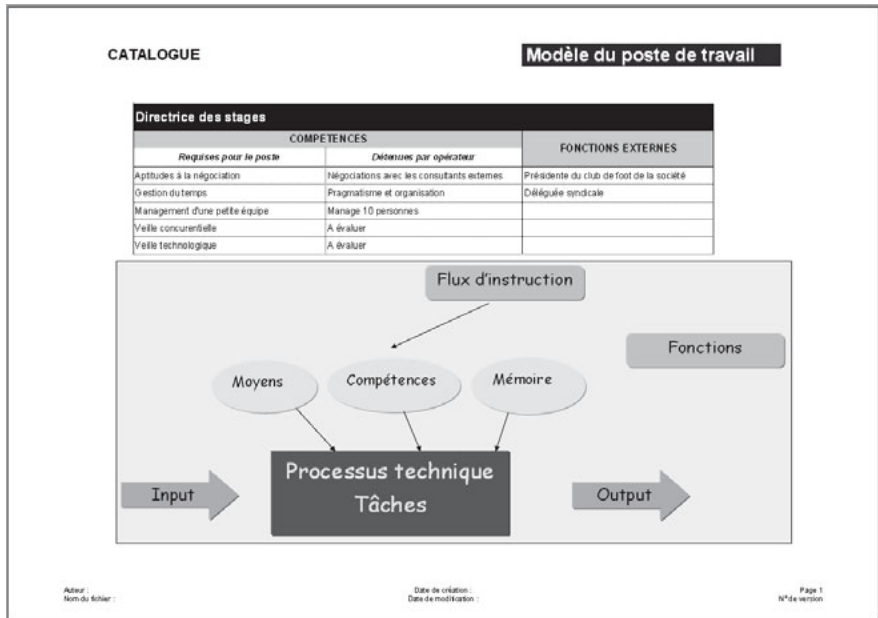 CATALOGUE
Modèle du poste de travail
Directrice des stages
COMPETENCES
FONCTIONS EXTERNES
Requises pour le poste
Détenues par opérateur
Aptitudes à la négociation
Négociations avec les consultants externes
Présidente du club de foot de la société
Gestion du temps
Pragmatisme et organisation
Déléguée syndicale
Management d'une petite équipe
Manage 10 personnes
Veille concurentielle
A évaluer
Veille technologique
A évaluer
Flux d'instruction
Fonctions
Moyens
Compétences
Mémoire
Processus technique
Tâches
Input
Output
Auteur :
Nom du fichier :
Date de création :
Date de modification :
Page 1
N° de version